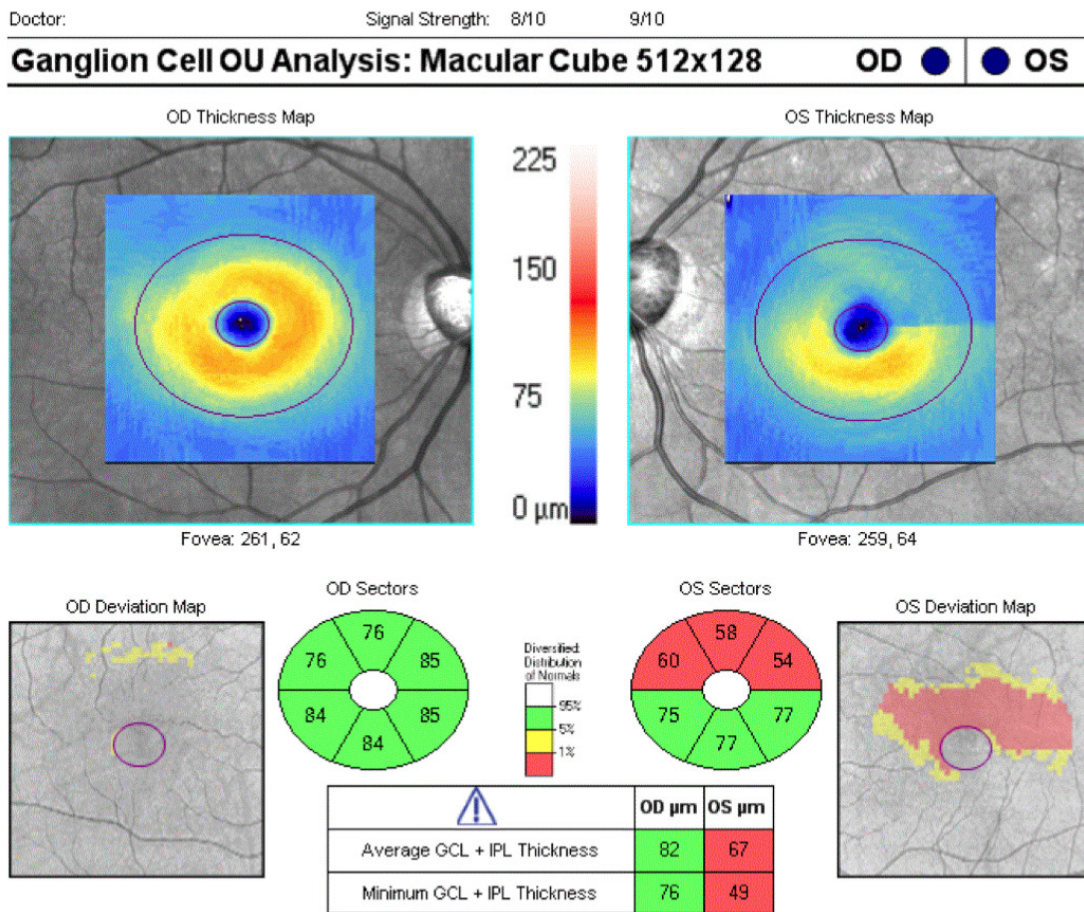 Doctor: Signal Strength: 8/10 9/10
Ganglion Cell OU Analysis: Macular Cube 512x128 OD OS
OD Thickness Map OS Thickness Map
225
150
75
0 µm
Fovea: 261, 62 Fovea: 259, 64
OD Deviation Map OD Sectors OS Sectors OS Deviation Map
76
76 85
84 85
84
Diversified:
Distribution
of Normals
95%
5%
1%
58
60 54
75 77
77
OD µm OS µm
Average GCL + IPL Thickness 82 67
Minimum GCL + IPL Thickness 76 49